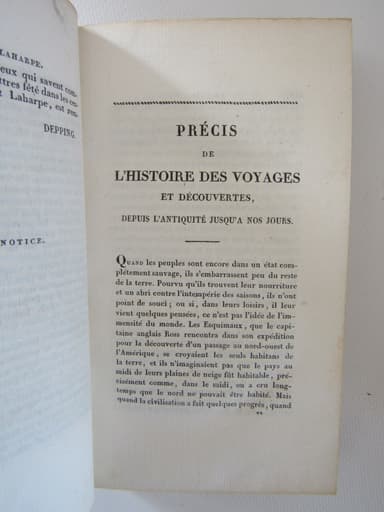 LAHARPE.
eux qui savent com-
ttres fété dans les cn-
t Laharpe, est pen-
DEPPING.
NOTICE.
PRÉCIS
DE
L'HISTOIRE DES VOYAGES
ET DÉCOUVERTES,
DEPUIS L'ANTIQUITÉ JUSQU'A NOS JOURS.
QUAND les peuples sont encore dans un état com-
plètement sauvage, ils s'embarrassent peu du reste
de la terre. Pourvu qu'ils trouvent leur nourriture
et un abri contre l'intempérie des saisons, ils n'ont
point de souci; ou si, dans leurs loisirs, il leur
vient quelques pensées, ce n'est pas l'idée de l'im-
mensité du monde. Les Esquimaux, que le capi-
taine anglais Ross rencontra dans son expédition
pour la découverte d'un passage au nord-ouest de
l'Amérique, se croyaient les seuls habitans de
la terre, et ils n'imaginaient pas que le pays au
midi de leurs plaines de neige fût habitable, pré-
cisément comme, dans le midi, on a cru long-
temps que le nord ne pouvait être habité. Mais
quand la civilisation a fait quelques progrès, quand